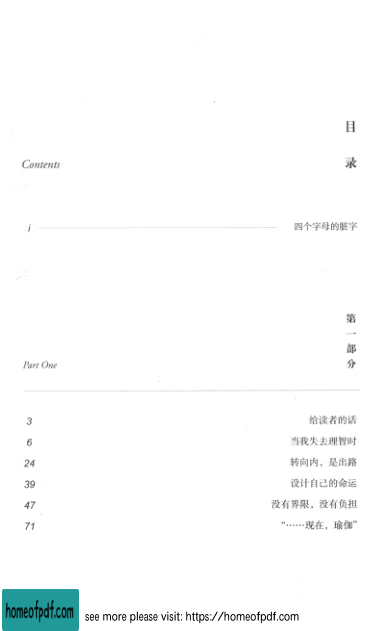 目
录
Contents
i 四个字母的脏字
第
一
部
分
Part One
3 给读者的话
6 当我失去理智时
24 转向内，是出路
39 设计自己的命运
47 没有界限，没有负担
71 “……现在，瑜伽”
homeofpdf.com
see more please visit: https://homeofpdf.com